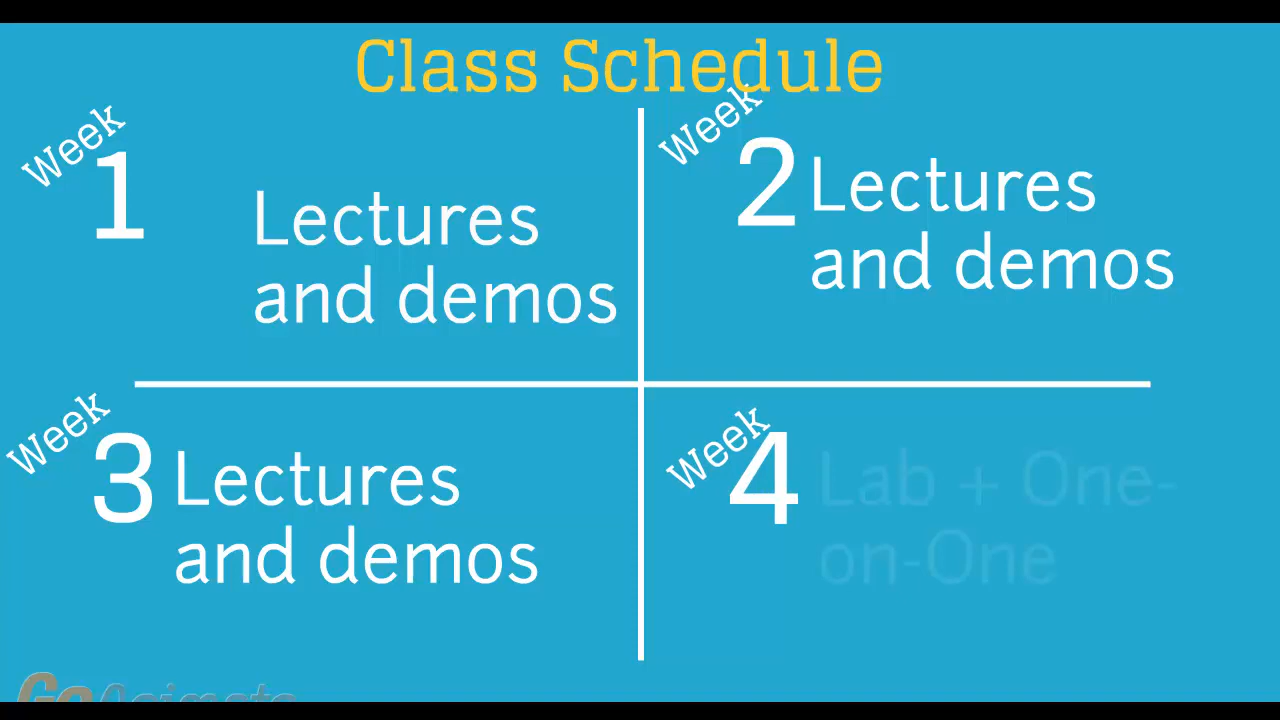 Class Schedule
Week
1
Lectures
and demos
Week
2
Lectures
and demos
Week
3
Lectures
and demos
Week
4
Lab + One-
on-One
GoAnimate